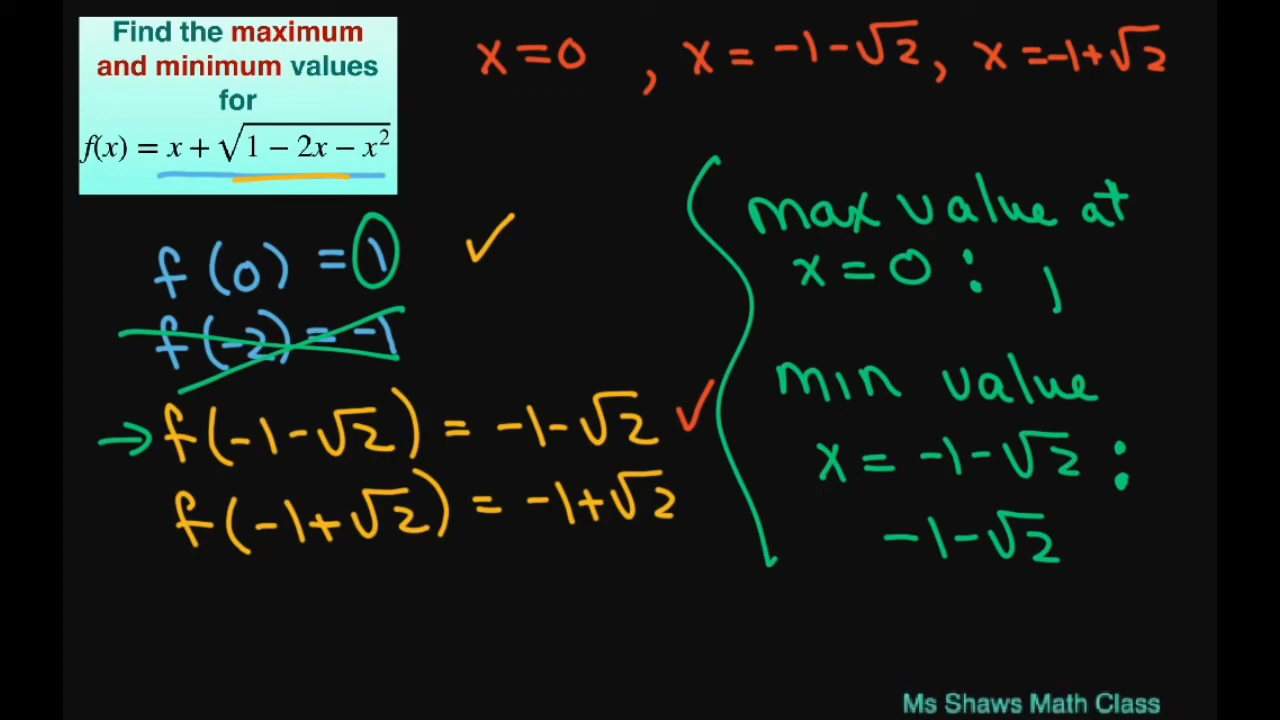 Find the maximum
and minimum values
for
f(x) = x + √(1 − 2x − x²)
x = 0 , x = -1-√2, x = -1+√2
f(0) = 1 ✓
f(-2) = -1
→ f(-1-√2) = -1-√2 ✓
f(-1+√2) = -1+√2
max value at
x = 0 : 1
min value
x = -1-√2 :
-1-√2
Ms Shaws Math Class